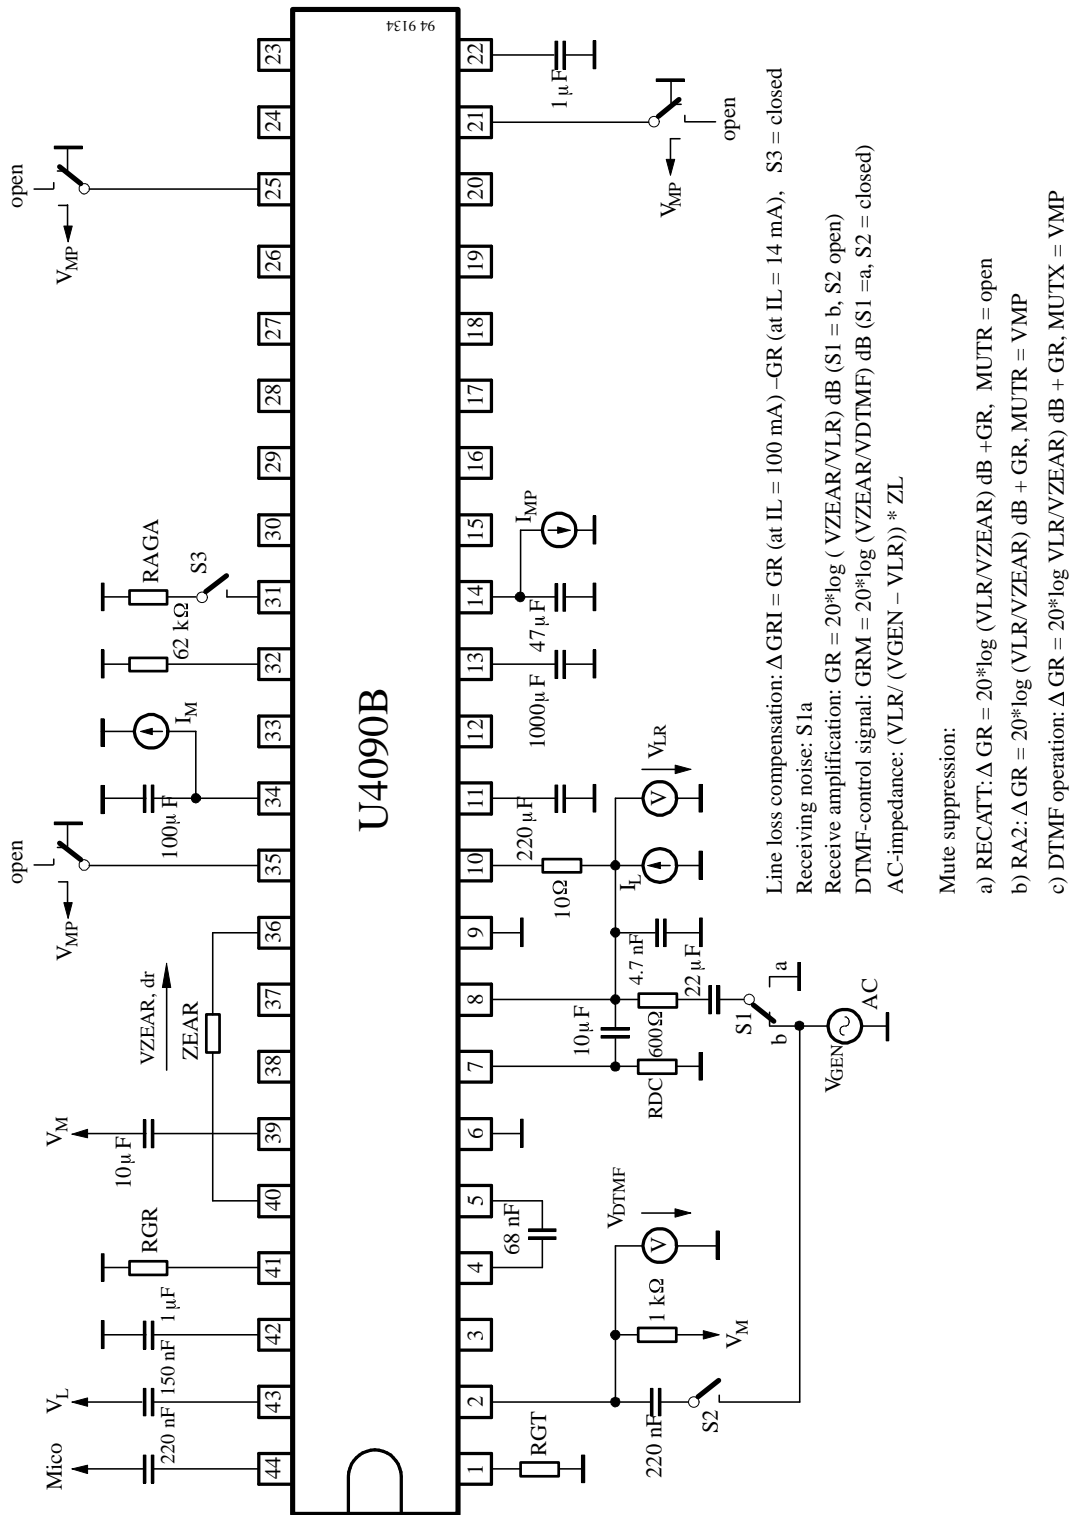 94 9134
U4090B
44
43
42
41
40
39
38
37
36
35
34
33
32
31
30
29
28
27
26
25
24
23
1
2
3
4
5
6
7
8
9
10
11
12
13
14
15
16
17
18
19
20
21
22
Mico
220 nF
VL
150 nF
1 µF
RGR
VM
10 µF
VZEAR, dr
ZEAR
open
VMP
100 µF
IM
62 kΩ
RAGA
S3
open
VMP
RGT
220 nF
S2
1 kΩ
VM
VDTMF
V
68 nF
RDC
10 µF
600Ω
4.7 nF
22 µF
S1
a
b
VGEN
AC
10Ω
IL
V
VLR
220 µF
1000µF
47 µF
IMP
1 µF
VMP
open
Line loss compensation: Δ GRI = GR (at IL = 100 mA) –GR (at IL = 14 mA), S3 = closed
Receiving noise: S1a
Receive amplification: GR = 20*log ( VZEAR/VLR) dB (S1 = b, S2 open)
DTMF-control signal: GRM = 20*log (VZEAR/VDTMF) dB (S1 =a, S2 = closed)
AC-impedance: (VLR/ (VGEN – VLR)) * ZL
Mute suppression:
a) RECATT: Δ GR = 20*log (VLR/VZEAR) dB +GR, MUTR = open
b) RA2: Δ GR = 20*log (VLR/VZEAR) dB + GR, MUTR = VMP
c) DTMF operation: Δ GR = 20*log VLR/VZEAR) dB + GR, MUTX = VMP